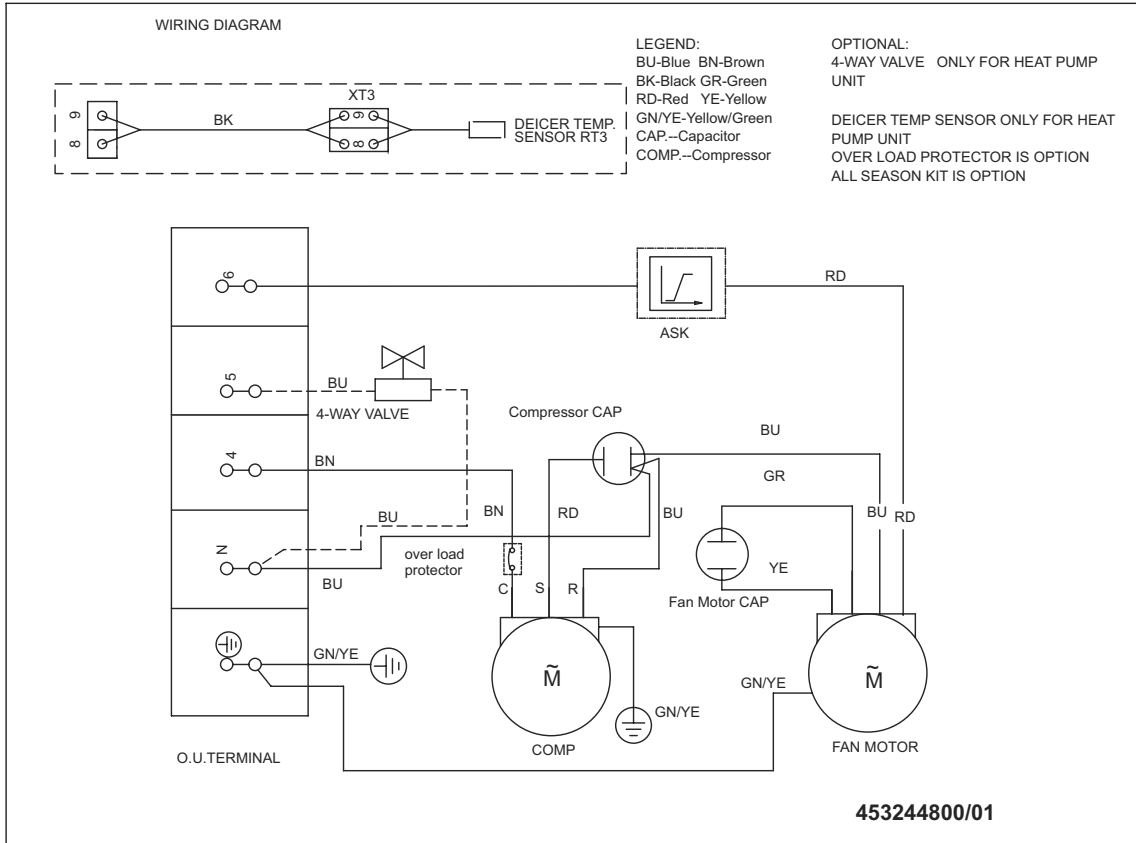 WIRING DIAGRAM
LEGEND:
BU-Blue BN-Brown
BK-Black GR-Green
RD-Red YE-Yellow
GN/YE-Yellow/Green
CAP.--Capacitor
COMP.--Compressor
OPTIONAL:
4-WAY VALVE ONLY FOR HEAT PUMP
UNIT
DEICER TEMP SENSOR ONLY FOR HEAT
PUMP UNIT
OVER LOAD PROTECTOR IS OPTION
ALL SEASON KIT IS OPTION
XT3
9
8
BK
9
8
DEICER TEMP.
SENSOR RT3
6
RD
ASK
5
BU
4-WAY VALVE
Compressor CAP
BU
4
BN
GR
BN
RD
BU
BU
BU
RD
N
BU
over load
protector
YE
Fan Motor CAP
C
S
R
GN/YE
M̃
GN/YE
GN/YE
M̃
COMP
FAN MOTOR
O.U.TERMINAL
453244800/01